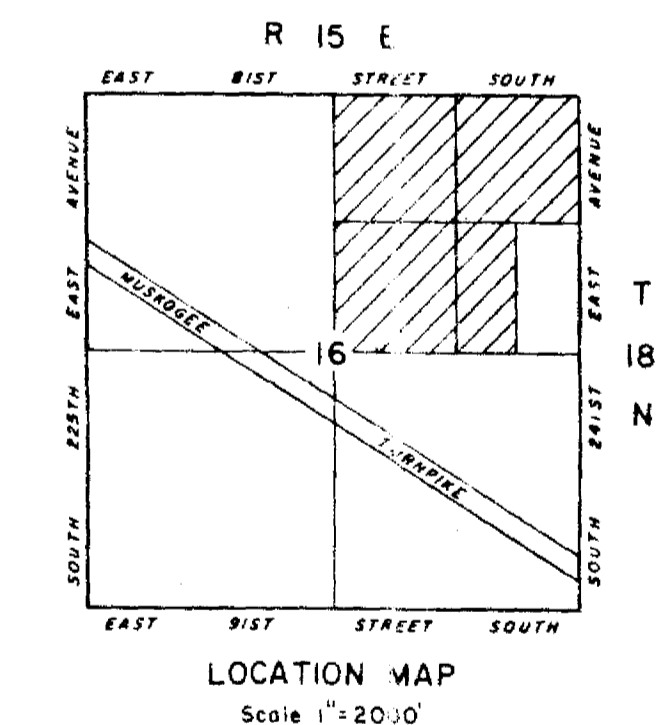 R 15 E
EAST 81ST STREET SOUTH
SOUTH 225TH EAST AVENUE
MUSKOGEE TURNPIKE
16
SOUTH 241ST EAST AVENUE
T
18
N
EAST 91ST STREET SOUTH
LOCATION MAP
Scale 1"=2000'